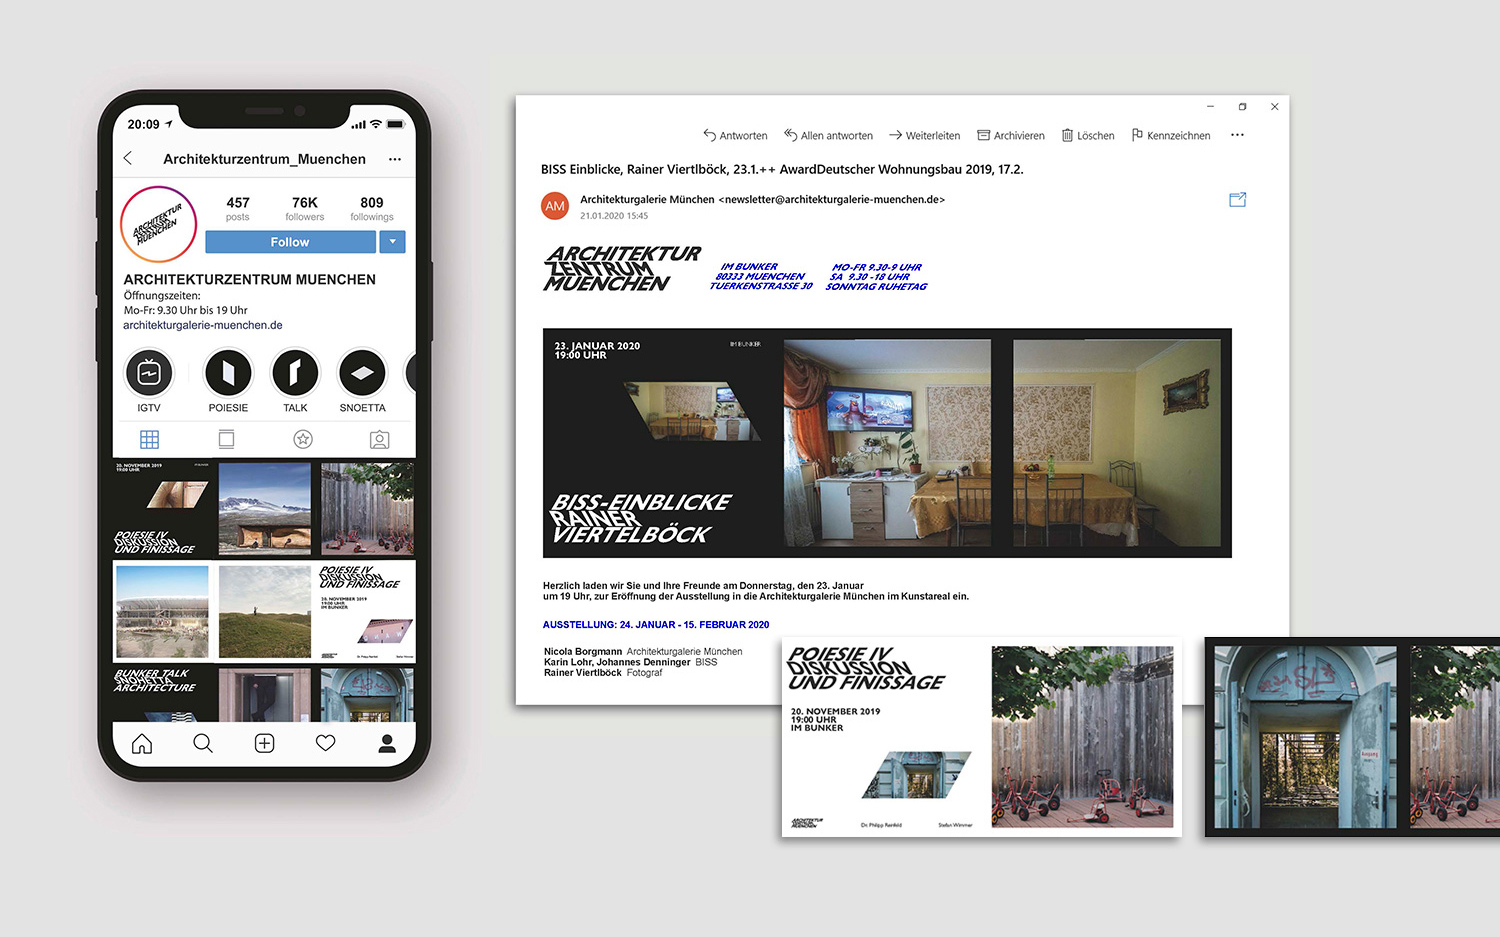 20:09
Architekturzentrum_Muenchen
ARCHITEKTUR
ZENTRUM
MUENCHEN
457
posts
76K
followers
809
followings
Follow
ARCHITEKTURZENTRUM MUENCHEN
Öffnungszeiten:
Mo-Fr: 9.30 Uhr bis 19 Uhr
architekturgalerie-muenchen.de
IGTV
POIESIE
TALK
SNOETTA
20. NOVEMBER 2019
19:00 UHR
POIESIE IV
DISKUSSION
UND FINISSAGE
POIESIE IV
DISKUSSION
UND FINISSAGE
20. NOVEMBER 2019
19:00 UHR
IM BUNKER
BUNKER TALK
SNOHETTA
ARCHITECTURE
Antworten
Allen antworten
Weiterleiten
Archivieren
Löschen
Kennzeichnen
BISS Einblicke, Rainer Viertlböck, 23.1.++ AwardDeutscher Wohnungsbau 2019, 17.2.
AM
Architekturgalerie München <newsletter@architekturgalerie-muenchen.de>
21.01.2020 15:45
ARCHITEKTUR
ZENTRUM
MUENCHEN
IM BUNKER
80333 MUENCHEN
TUERKENSTRASSE 30
MO-FR 9.30-9 UHR
SA 9.30 -18 UHR
SONNTAG RUHETAG
23. JANUAR 2020
19:00 UHR
IM BUNKER
BISS-EINBLICKE
RAINER
VIERTELBÖCK
Herzlich laden wir Sie und Ihre Freunde am Donnerstag, den 23. Januar
um 19 Uhr, zur Eröffnung der Ausstellung in die Architekturgalerie München im Kunstareal ein.
AUSSTELLUNG: 24. JANUAR - 15. FEBRUAR 2020
Nicola Borgmann Architekturgalerie München
Karin Lohr, Johannes Denninger BISS
Rainer Viertlböck Fotograf
POIESIE IV
DISKUSSION
UND FINISSAGE
20. NOVEMBER 2019
19:00 UHR
IM BUNKER
ARCHITEKTUR
ZENTRUM
MUENCHEN
Dr. Philipp Reinfeld
Stefan Wimmer